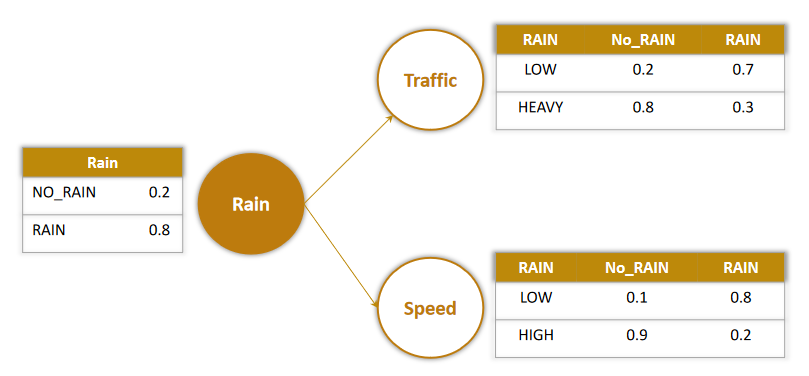 RAIN No_RAIN RAIN
LOW 0.2 0.7
HEAVY 0.8 0.3
Traffic
Rain
NO_RAIN 0.2
RAIN 0.8
Rain
RAIN No_RAIN RAIN
LOW 0.1 0.8
HIGH 0.9 0.2
Speed